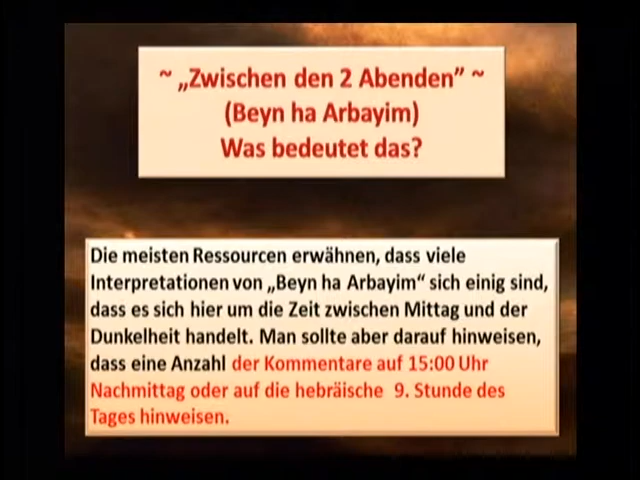 ~ „Zwischen den 2 Abenden” ~
(Beyn ha Arbayim)
Was bedeutet das?
Die meisten Ressourcen erwähnen, dass viele
Interpretationen von „Beyn ha Arbayim“ sich einig sind,
dass es sich hier um die Zeit zwischen Mittag und der
Dunkelheit handelt. Man sollte aber darauf hinweisen,
dass eine Anzahl der Kommentare auf 15:00 Uhr
Nachmittag oder auf die hebräische 9. Stunde des
Tages hinweisen.